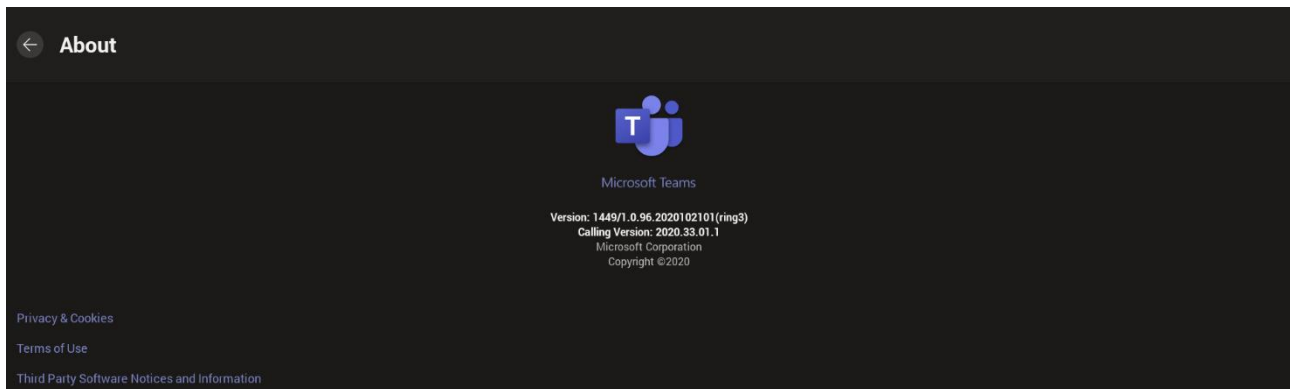 About
T
Microsoft Teams
Version: 1449/1.0.96.2020102101(ring3)
Calling Version: 2020.33.01.1
Microsoft Corporation
Copyright ©2020
Privacy & Cookies
Terms of Use
Third Party Software Notices and Information